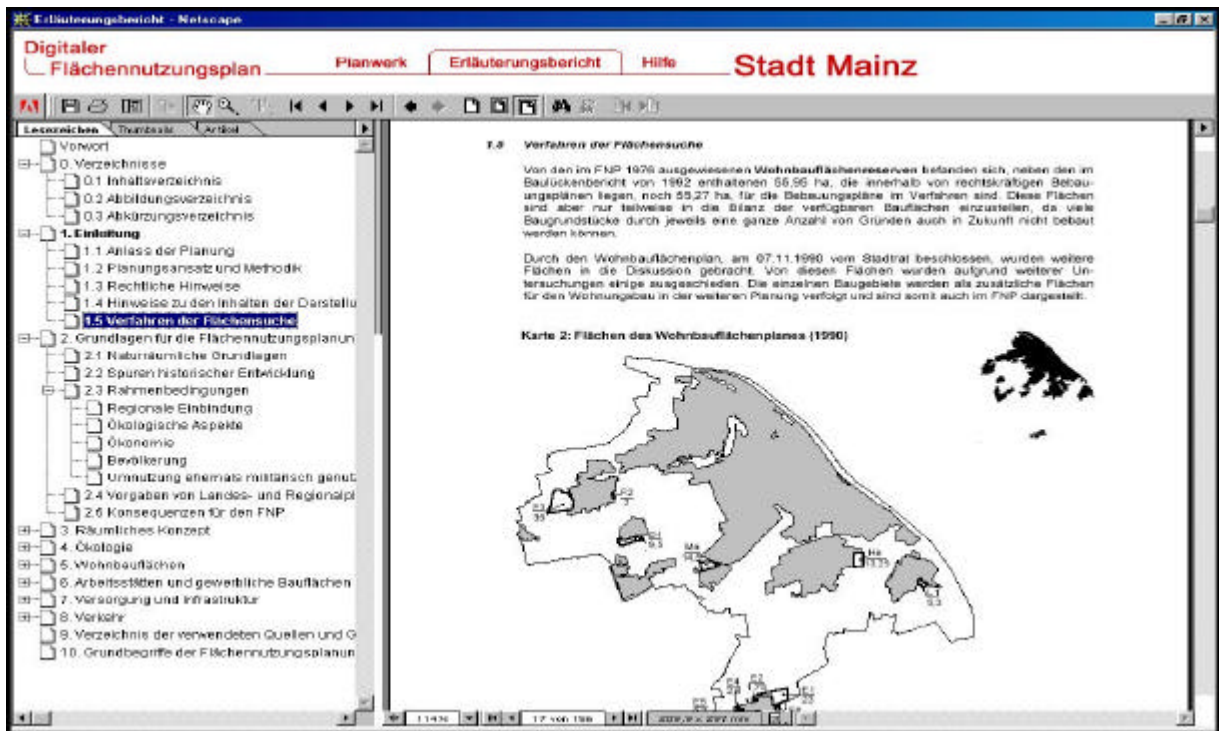 Erläuterungsbericht - Netscape
Digitaler
Flächennutzungsplan
Planwerk
Erläuterungsbericht
Hilfe
Stadt Mainz
Lesezeichen
Thumbnails
Artikel
Vorwort
0. Verzeichnisse
0.1 Inhaltsverzeichnis
0.2 Abbildungsverzeichnis
0.3 Abkürzungsverzeichnis
1. Einleitung
1.1 Anlass der Planung
1.2 Planungsansatz und Methodik
1.3 Rechtliche Hinweise
1.4 Hinweise zu den Inhalten der Darstellu
1.5 Verfahren der Flächensuche
2. Grundlagen für die Flächennutzungsplanun
2.1 Naturräumliche Grundlagen
2.2 Spuren historischer Entwicklung
2.3 Rahmenbedingungen
Regionale Einbindung
Ökologische Aspekte
Ökonomie
Bevölkerung
Umnutzung ehemals militärisch genut
2.4 Vorgaben von Landes- und Regionalpl
2.6 Konsequenzen für den FNP
3. Räumliches Konzept
4. Ökologie
5. Wohnbauflächen
6. Arbeitsstätten und gewerbliche Bauflächen
7. Versorgung und Infrastruktur
8. Verkehr
9. Verzeichnis der verwendeten Quellen und G
10. Grundbegriffe der Flächennutzungsplanun
1.5 Verfahren der Flächensuche
Von den im FNP 1976 ausgewiesenen Wohnbauflächenreserven befanden sich, neben den im
Baulückenbericht von 1992 enthaltenen 56,95 ha, die innerhalb von rechtskräftigen Bebau-
ungsplänen liegen, noch 55,27 ha, für die Bebauungspläne im Verfahren sind. Diese Flächen
sind aber nur teilweise in die Bilanz der verfügbaren Bauflächen einzustellen, da viele
Baugrundstücke durch jeweils eine ganze Anzahl von Gründen auch in Zukunft nicht bebaut
werden können.
Durch den Wohnbauflächenplan, am 07.11.1990 vom Stadtrat beschlossen, wurden weitere
Flächen in die Diskussion gebracht. Von diesen Flächen wurden aufgrund weiterer Un-
tersuchungen einige ausgeschieden. Die einzelnen Baugebiete werden als zusätzliche Flächen
für den Wohnungsbau in der weiteren Planung verfolgt und sind somit auch im FNP dargestellt.
Karte 2: Flächen des Wohnbauflächenplanes (1990)
F2
7
Ma
He
114%
17 von 186